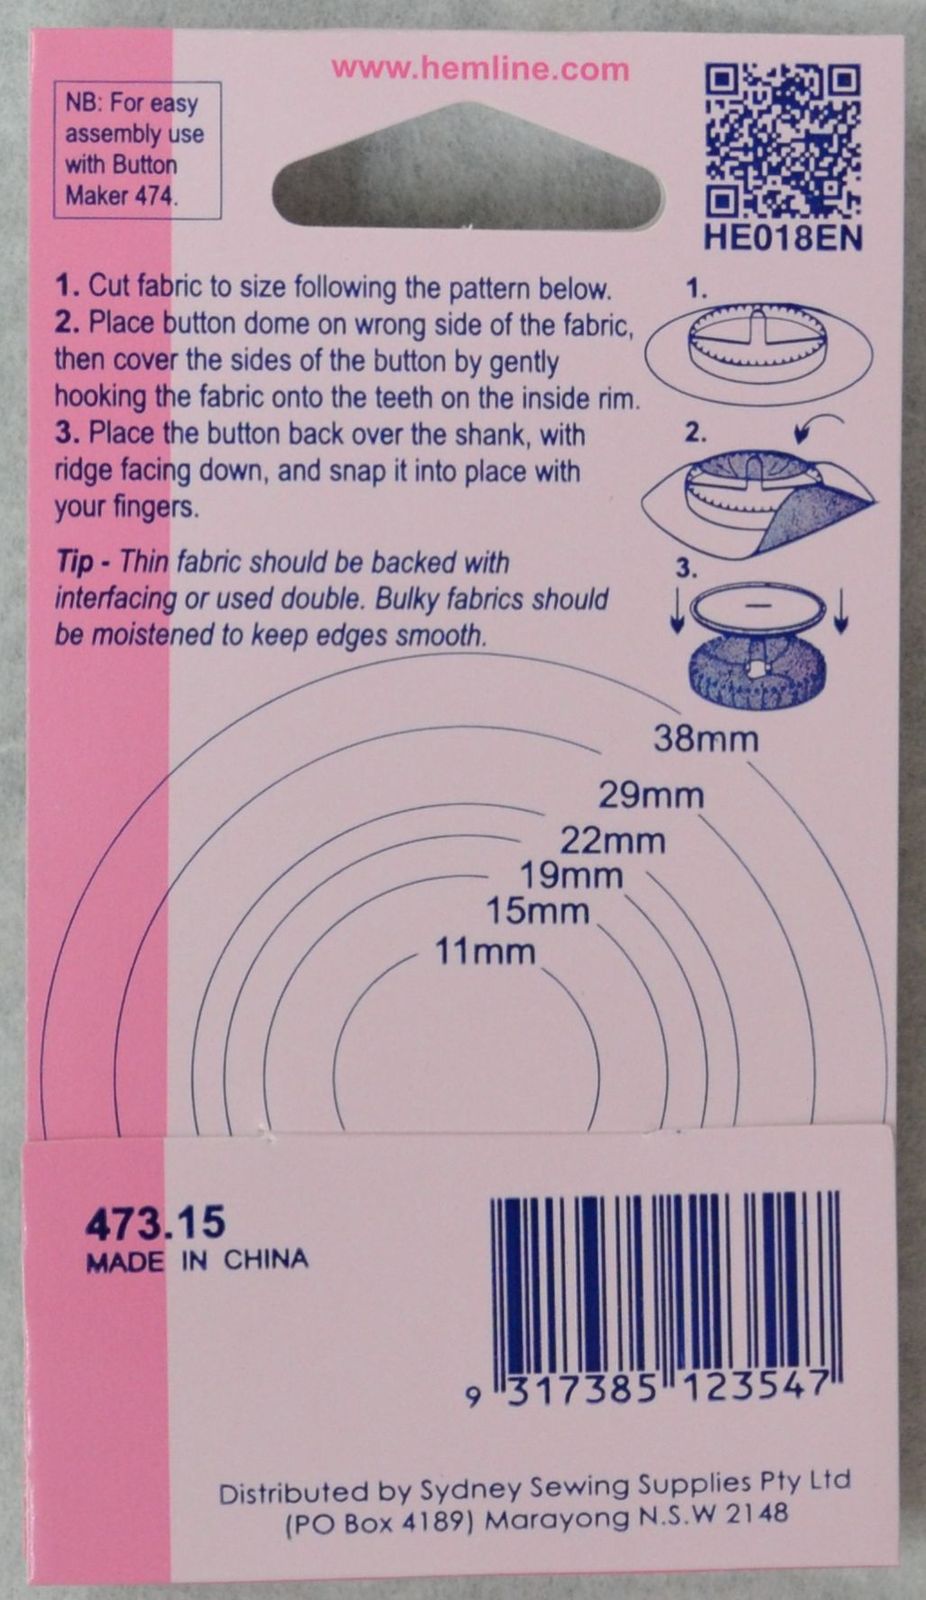 www.hemline.com
NB: For easy
assembly use
with Button
Maker 474.
HE018EN
1. Cut fabric to size following the pattern below.
2. Place button dome on wrong side of the fabric,
then cover the sides of the button by gently
hooking the fabric onto the teeth on the inside rim.
3. Place the button back over the shank, with
ridge facing down, and snap it into place with
your fingers.
Tip - Thin fabric should be backed with
interfacing or used double. Bulky fabrics should
be moistened to keep edges smooth.
1.
2.
3.
38mm
29mm
22mm
19mm
15mm
11mm
473.15
MADE IN CHINA
9 317385 123547
Distributed by Sydney Sewing Supplies Pty Ltd
(PO Box 4189) Marayong N.S.W 2148